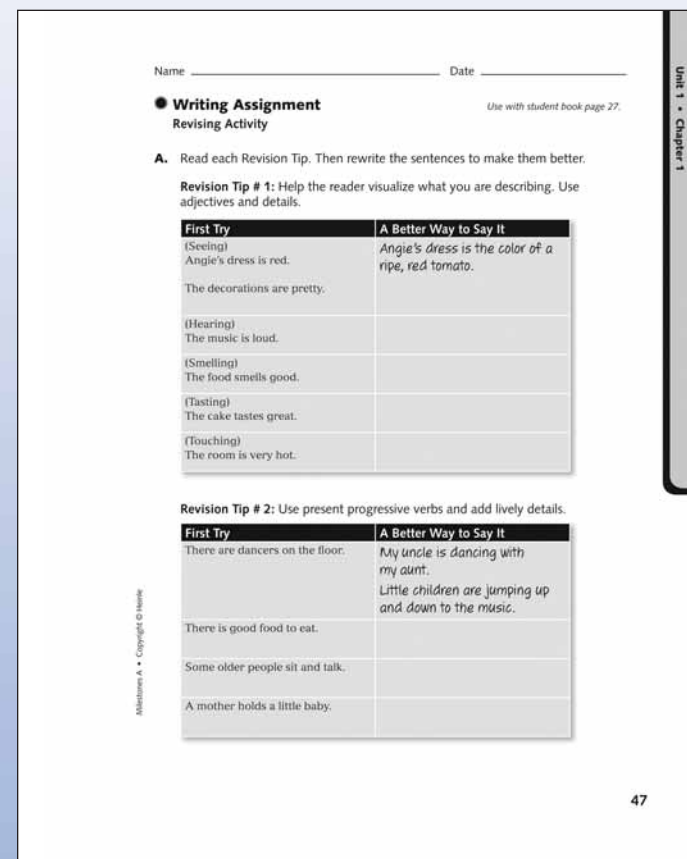 Name Date
Unit 1 • Chapter 1
Writing Assignment
Use with student book page 27.
Revising Activity
A. Read each Revision Tip. Then rewrite the sentences to make them better.
Revision Tip # 1: Help the reader visualize what you are describing. Use
adjectives and details.
First Try A Better Way to Say It
(Seeing)
Angie's dress is red.
Angie's dress is the color of a
ripe, red tomato.
The decorations are pretty.
(Hearing)
The music is loud.
(Smelling)
The food smells good.
(Tasting)
The cake tastes great.
(Touching)
The room is very hot.
Revision Tip # 2: Use present progressive verbs and add lively details.
First Try A Better Way to Say It
There are dancers on the floor.
My uncle is dancing with
my aunt.
Little children are jumping up
and down to the music.
There is good food to eat.
Some older people sit and talk.
A mother holds a little baby.
Milestones A • Copyright © Heinle
47